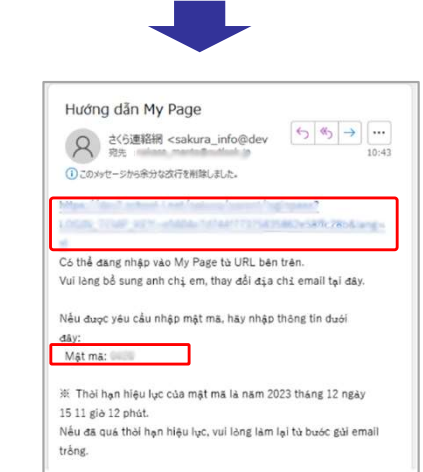 Hướng dẫn My Page
さくら連絡網 <sakura_info@dev
宛先
10:43
このメッセージから余分な改行を削除しました。
Có thể đăng nhập vào My Page từ URL bên trên.
Vui lòng bổ sung anh chị em, thay đổi địa chỉ email tại đây.
Nếu được yêu cầu nhập mật mã, hãy nhập thông tin dưới
đây:
Mật mã:
※ Thời hạn hiệu lực của mật mã là năm 2023 tháng 12 ngày
15 11 giờ 12 phút.
Nếu đã quá thời hạn hiệu lực, vui lòng làm lại từ bước gửi email
trống.